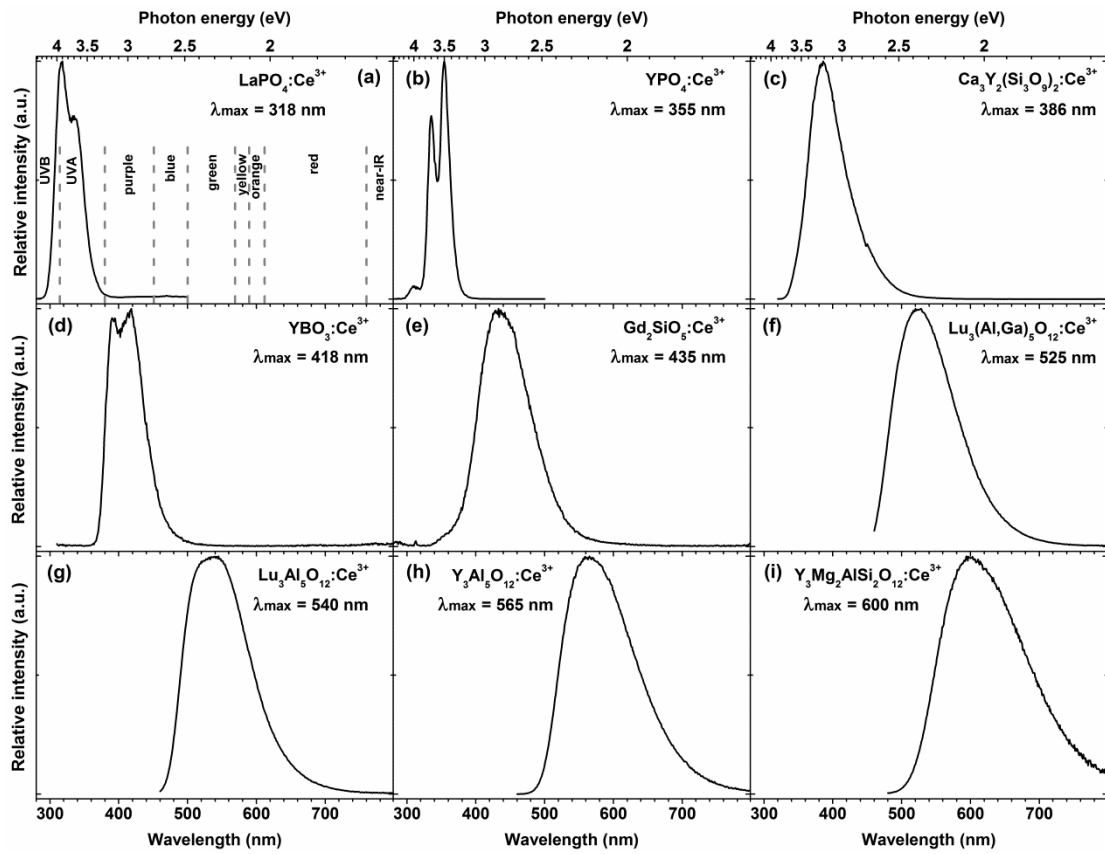 Photon energy (eV) Photon energy (eV) Photon energy (eV)
4 3.5 3 2.5 2 4 3.5 3 2.5 2 4 3.5 3 2.5 2
LaPO₄:Ce³⁺ (a)
λmax = 318 nm
UVB
UVA
purple
blue
green
yellow
orange
red
near-IR
(b) YPO₄:Ce³⁺
λmax = 355 nm
(c) Ca₃Y₂(Si₃O₉)₂:Ce³⁺
λmax = 386 nm
Relative intensity (a.u.)
(d) YBO₃:Ce³⁺
λmax = 418 nm
(e) Gd₂SiO₅:Ce³⁺
λmax = 435 nm
(f) Lu₃(Al,Ga)₅O₁₂:Ce³⁺
λmax = 525 nm
Relative intensity (a.u.)
(g) Lu₃Al₅O₁₂:Ce³⁺
λmax = 540 nm
(h) Y₃Al₅O₁₂:Ce³⁺
λmax = 565 nm
(i) Y₃Mg₂AlSi₂O₁₂:Ce³⁺
λmax = 600 nm
Relative intensity (a.u.)
300 400 500 600 700 300 400 500 600 700 300 400 500 600 700
Wavelength (nm) Wavelength (nm) Wavelength (nm)